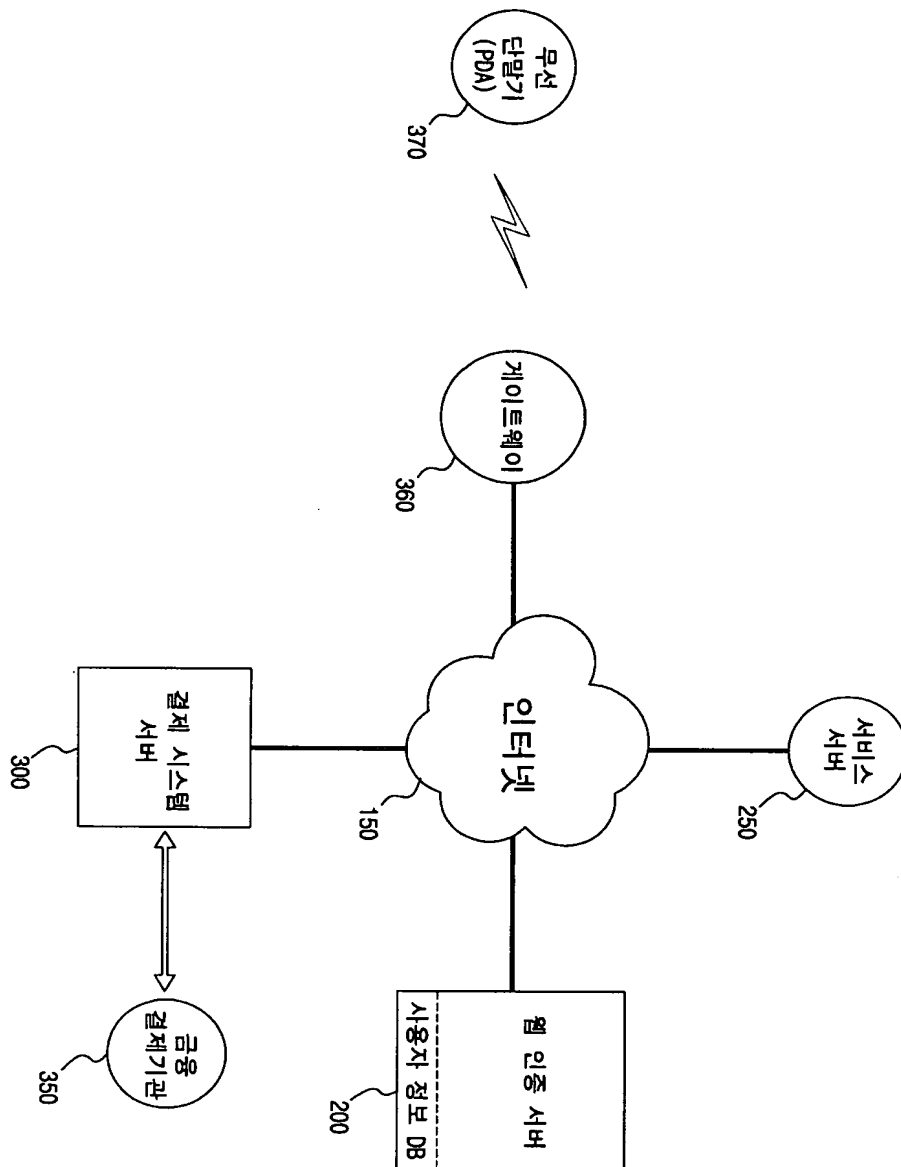 무선
단말기
(PDA)
370
게이트웨이
360
서비스
서버
250
인터넷
150
결제 시스템
서버
300
웹 인증 서버
사용자 정보 DB
200
금융
결제기관
350